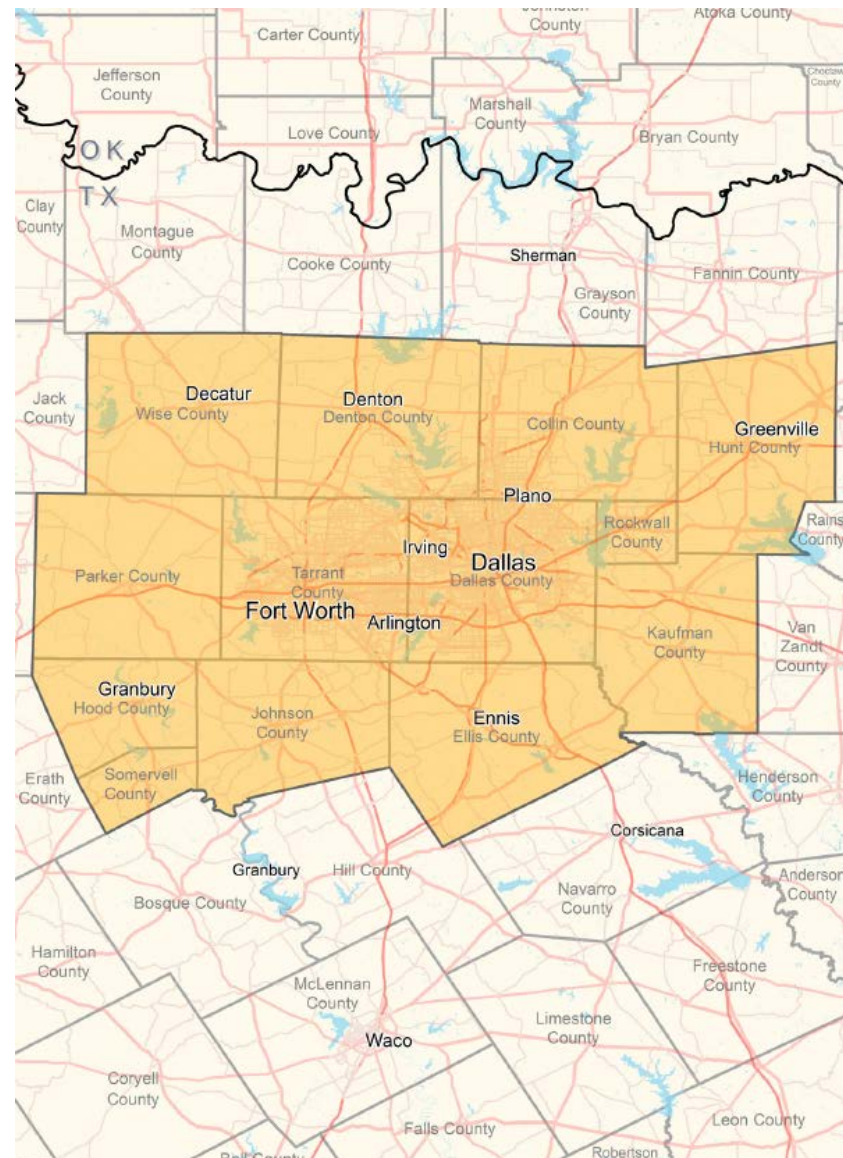 Johnston
County
Atoka County
Carter County
Jefferson
County
Choctaw
County
Marshall
County
Love County
Bryan County
OK
TX
Clay
County
Montague
County
Cooke County
Sherman
Fannin County
Grayson
County
Jack
County
Decatur
Wise County
Denton
Denton County
Collin County
Greenville
Hunt County
Plano
Rockwall
County
Rains
County
Irving
Dallas
Dallas County
Parker County
Tarrant
County
Fort Worth
Arlington
Kaufman
County
Van
Zandt
County
Granbury
Hood County
Johnson
County
Ennis
Ellis County
Erath
County
Somervell
County
Henderson
County
Corsicana
Granbury
Hill County
Anderson
County
Bosque County
Navarro
County
Hamilton
County
Freestone
County
McLennan
County
Limestone
County
Waco
Coryell
County
Falls County
Leon County
Bell County
Robertson